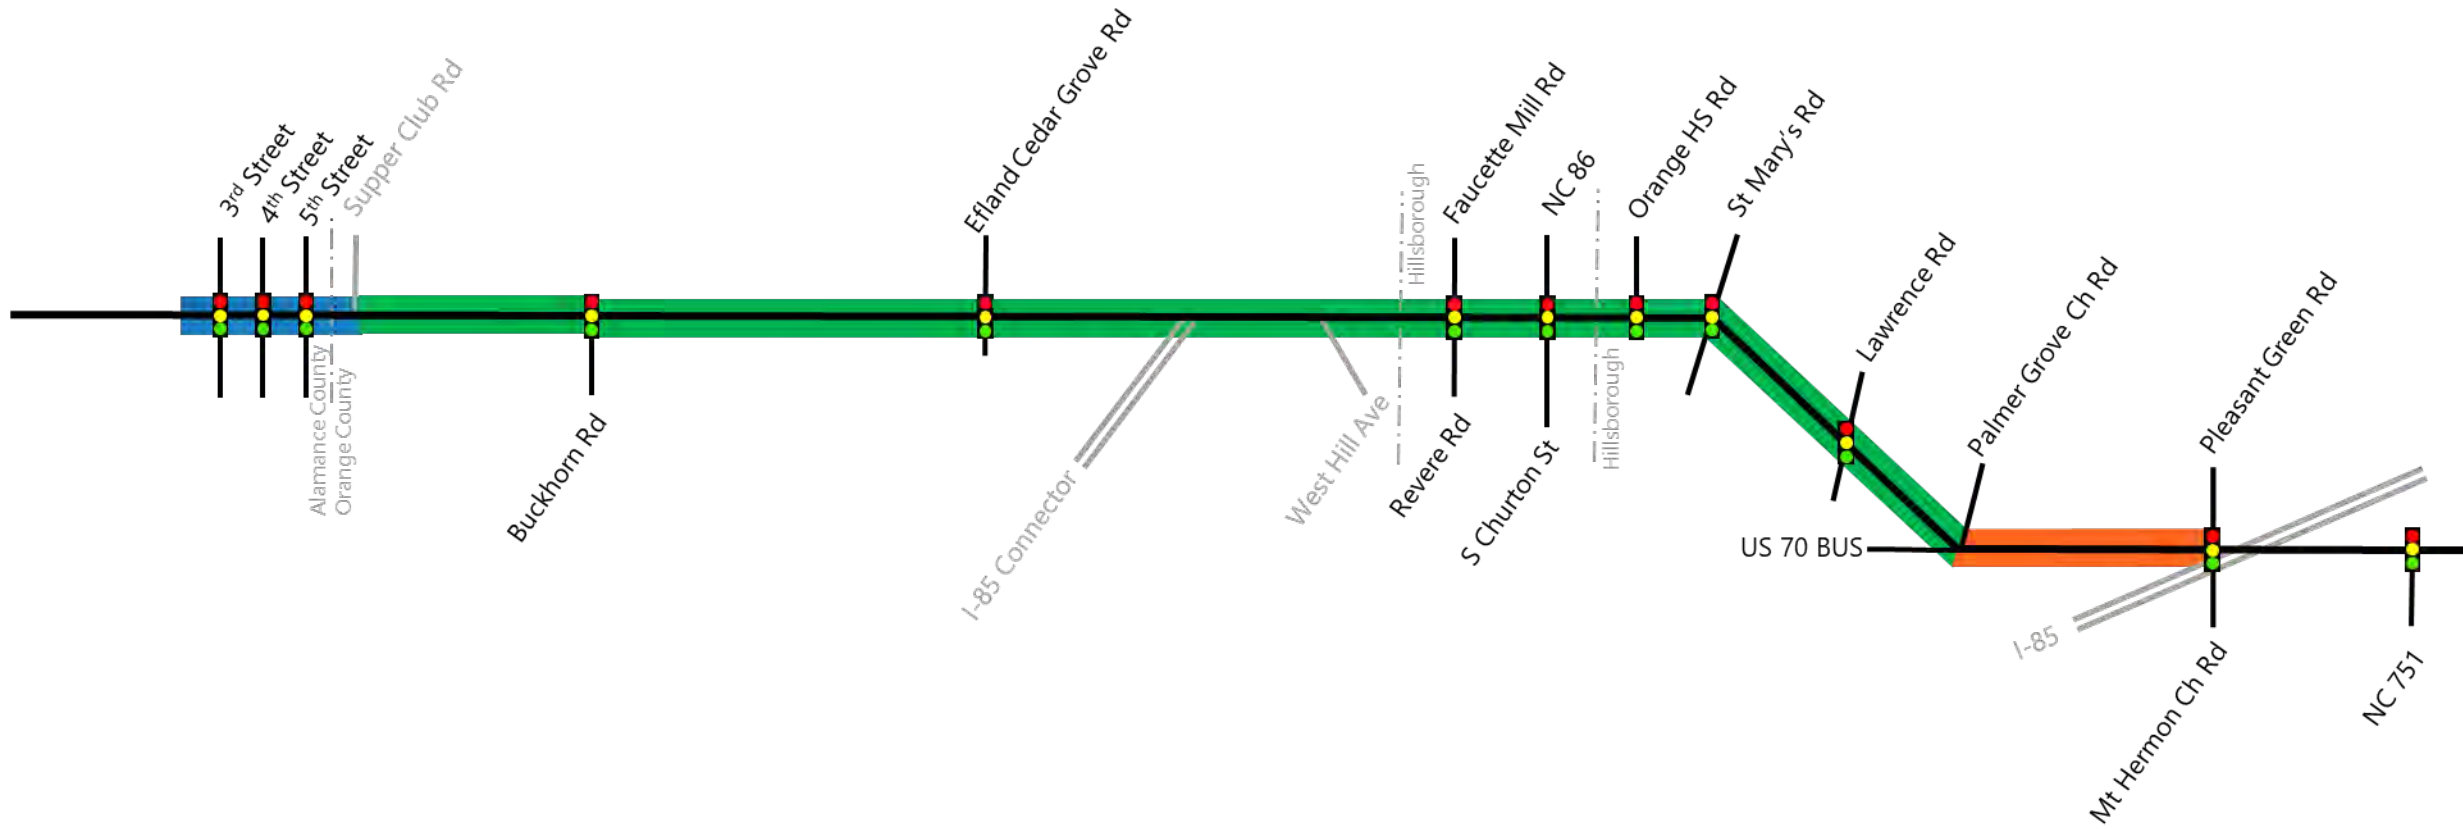 3rd Street
4th Street
5th Street
Supper Club Rd
Efland Cedar Grove Rd
Faucette Mill Rd
NC 86
Orange HS Rd
St Mary's Rd
Hillsborough
Lawrence Rd
Palmer Grove Ch Rd
Pleasant Green Rd
Alamance County
Orange County
Buckhorn Rd
I-85 Connector
West Hill Ave
Revere Rd
S Churton St
Hillsborough
US 70 BUS
I-85
Mt Hermon Ch Rd
NC 751